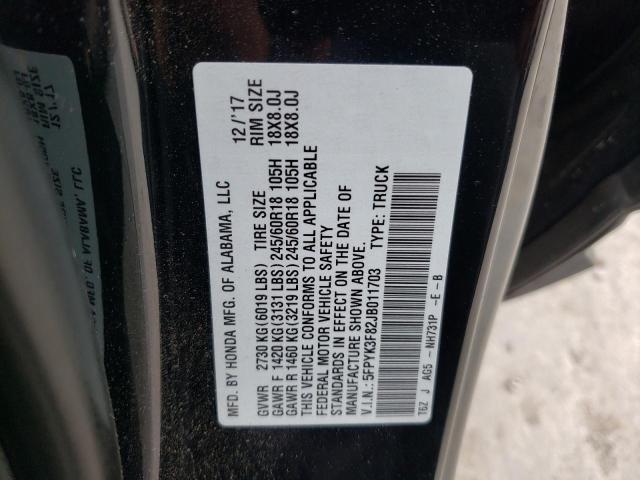 MFD. BY HONDA MFG. OF ALABAMA, LLC 12/'17
GVWR 2730 KG(6019 LBS) TIRE SIZE RIM SIZE
GAWR F 1420 KG(3131 LBS)245/60R18 105H 18X8.0J
GAWR R 1460 KG(3219 LBS)245/60R18 105H 18X8.0J
THIS VEHICLE CONFORMS TO ALL APPLICABLE
FEDERAL MOTOR VEHICLE SAFETY
STANDARDS IN EFFECT ON THE DATE OF
MANUFACTURE SHOWN ABOVE.
V.I.N.: 5FPYK3F82JB011703 TYPE: TRUCK
T6Z J AG5 - NH731P -E -B